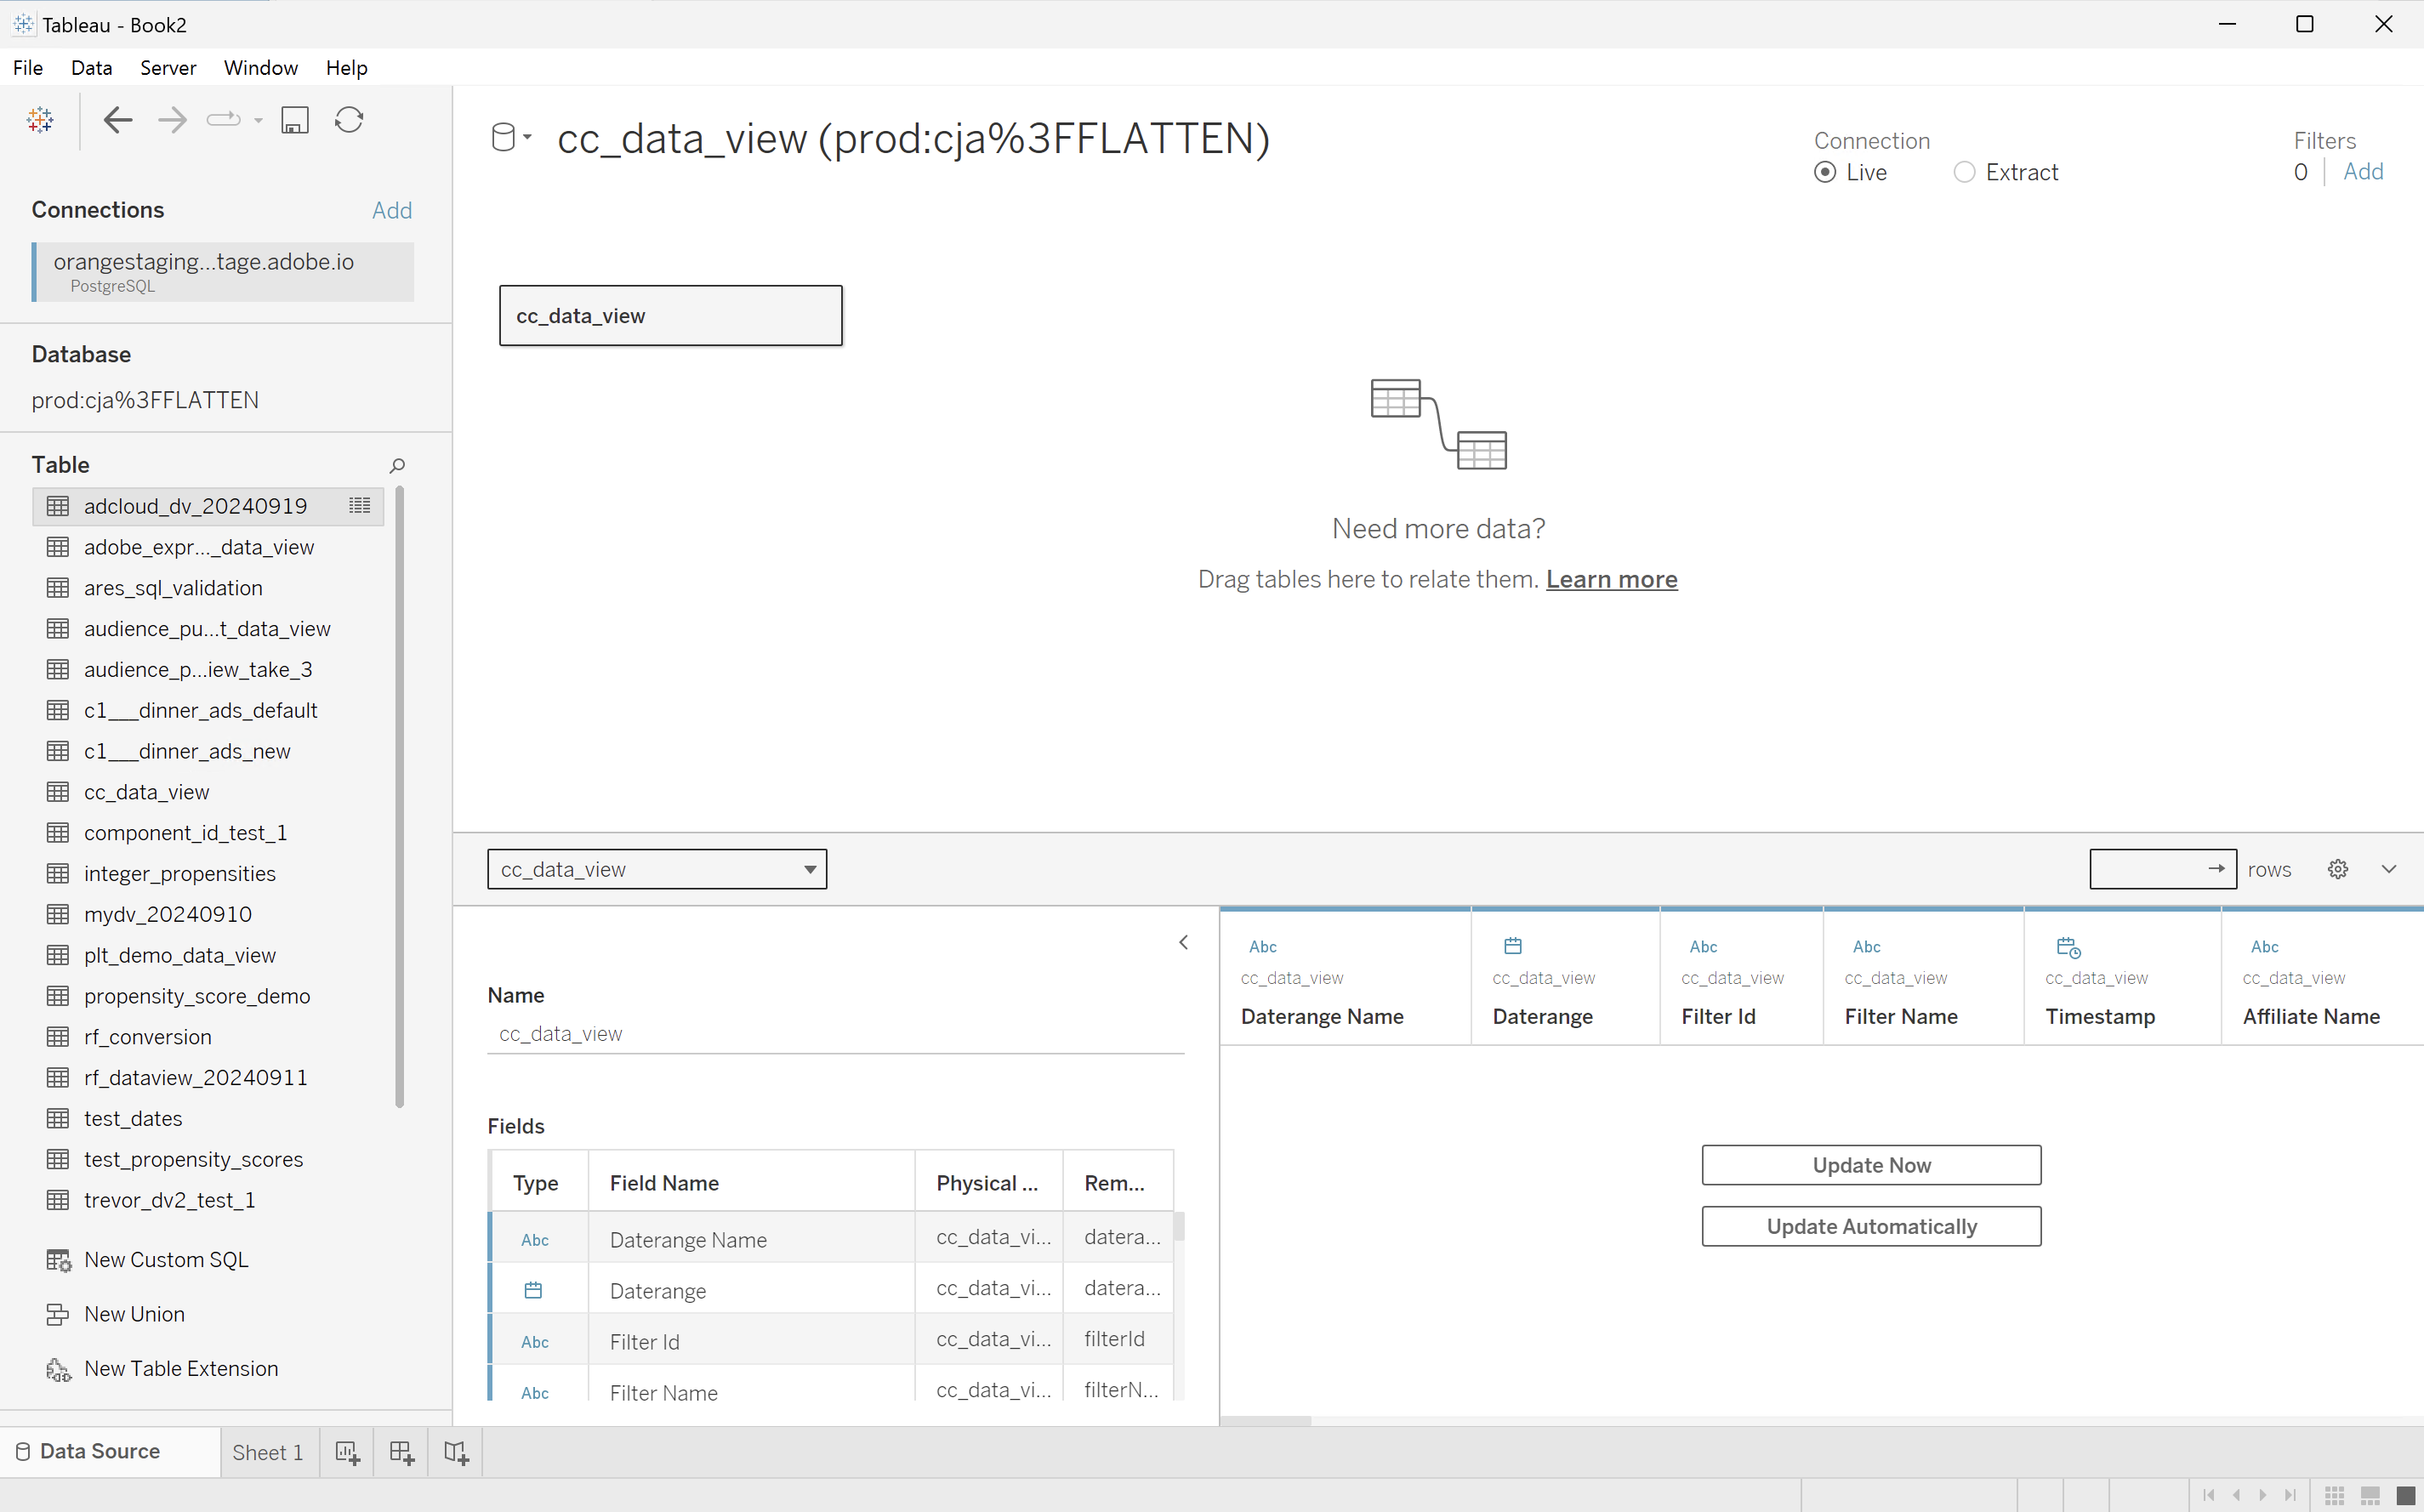 Tableau - Book2
File Data Server Window Help
Connections Add
orangestaging...tage.adobe.io
PostgreSQL
Database
prod:cja%3FFLATTEN
Table
adcloud_dv_20240919
adobe_expr..._data_view
ares_sql_validation
audience_pu...t_data_view
audience_p...iew_take_3
c1___dinner_ads_default
c1___dinner_ads_new
cc_data_view
component_id_test_1
integer_propensities
mydv_20240910
plt_demo_data_view
propensity_score_demo
rf_conversion
rf_dataview_20240911
test_dates
test_propensity_scores
trevor_dv2_test_1
New Custom SQL
New Union
New Table Extension
cc_data_view (prod:cja%3FFLATTEN)
Connection
Live Extract
Filters
0 Add
cc_data_view
Need more data?
Drag tables here to relate them. Learn more
cc_data_view
rows
Name
cc_data_view
Fields
Type Field Name Physical ... Rem...
Abc Daterange Name cc_data_vi... datera...
Daterange cc_data_vi... datera...
Abc Filter Id cc_data_vi... filterId
Abc Filter Name cc_data_vi... filterN...
Abc Abc Abc Abc
cc_data_view cc_data_view cc_data_view cc_data_view cc_data_view cc_data_view
Daterange Name Daterange Filter Id Filter Name Timestamp Affiliate Name
Update Now
Update Automatically
Data Source Sheet 1